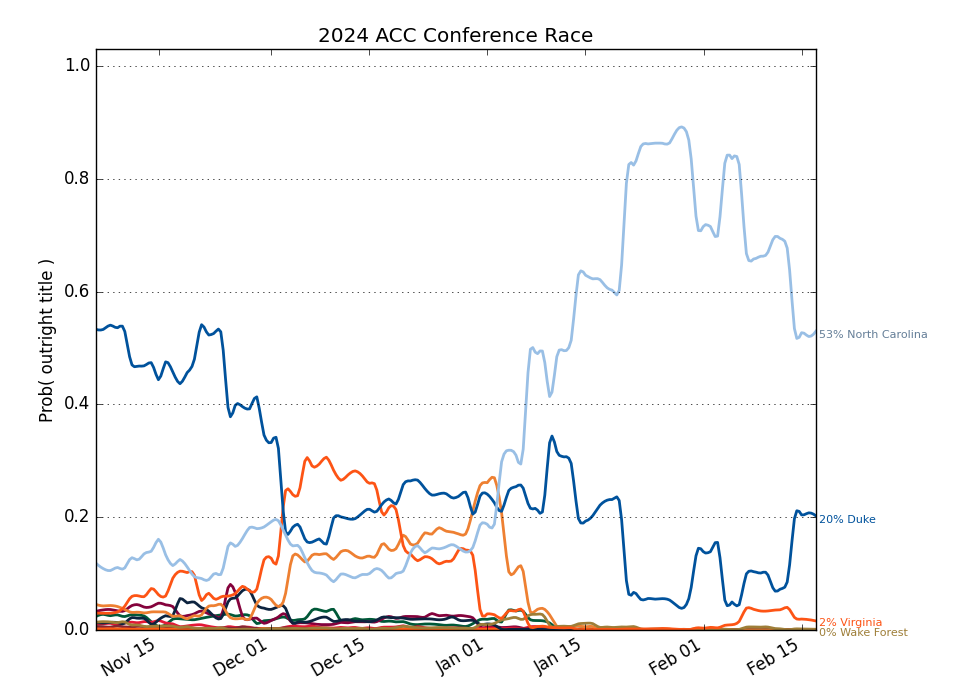 2024 ACC Conference Race
Prob( outright title )
1.0
0.8
0.6
0.4
0.2
0.0
53% North Carolina
20% Duke
2% Virginia
0% Wake Forest
Nov 15
Dec 01
Dec 15
Jan 01
Jan 15
Feb 01
Feb 15